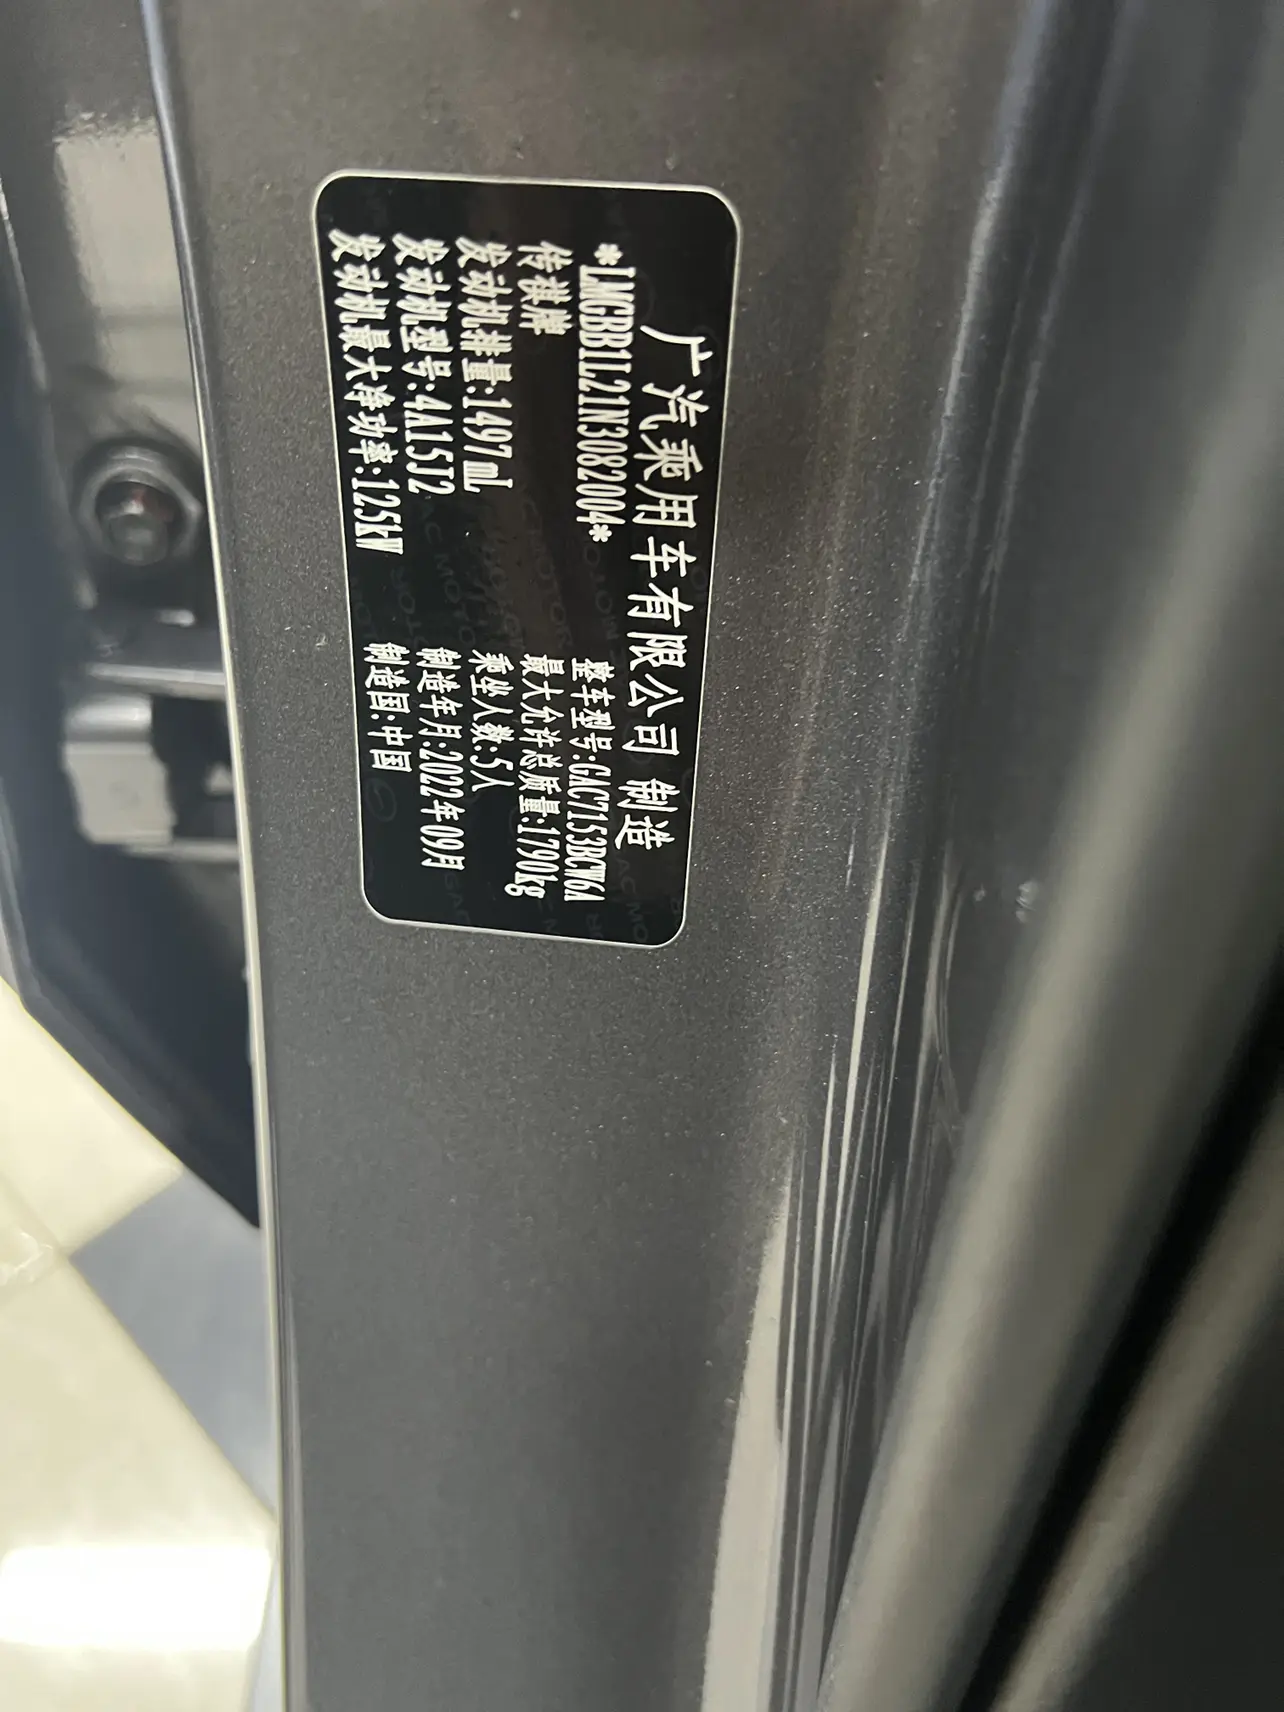 广汽乘用车有限公司 制造
*LMGBB1L21N3082004*
整车型号:GAC7153BCW6A
传祺牌
最大允许总质量:1790kg
发动机排量:1497ml
乘坐人数:5人
发动机型号:4A15J2
制造年月:2022年09月
发动机最大净功率:125kW
制造国:中国